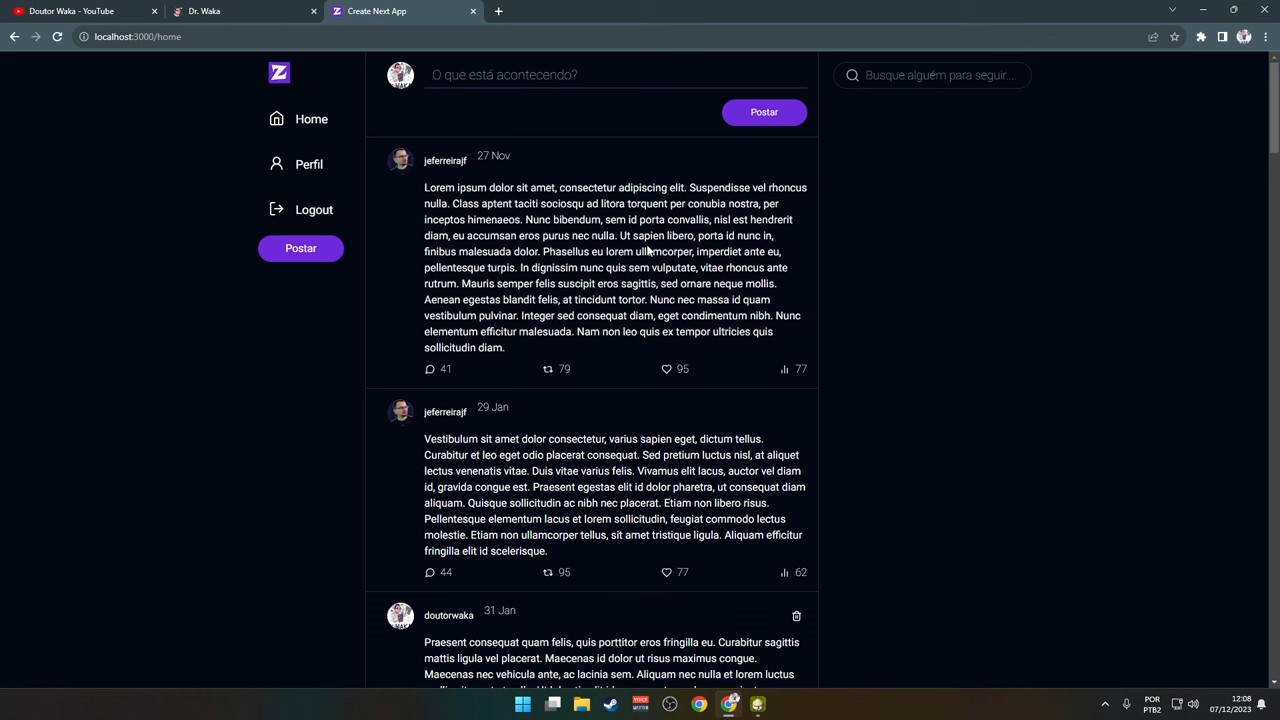 Doutor Waka - YouTube
Dr. Waka
Create Next App
localhost:3000/home
Z
Home
Perfil
Logout
Postar
O que está acontecendo?
Postar
jeferreirajf 27 Nov
Lorem ipsum dolor sit amet, consectetur adipiscing elit. Suspendisse vel rhoncus
nulla. Class aptent taciti sociosqu ad litora torquent per conubia nostra, per
inceptos himenaeos. Nunc bibendum, sem id porta convallis, nisl est hendrerit
diam, eu accumsan eros purus nec nulla. Ut sapien libero, porta id nunc in,
finibus malesuada dolor. Phasellus eu lorem ullamcorper, imperdiet ante eu,
pellentesque turpis. In dignissim nunc quis sem vulputate, vitae rhoncus ante
rutrum. Mauris semper felis suscipit eros sagittis, sed ornare neque mollis.
Aenean egestas blandit felis, at tincidunt tortor. Nunc nec massa id quam
vestibulum pulvinar. Integer sed consequat diam, eget condimentum nibh. Nunc
elementum efficitur malesuada. Nam non leo quis ex tempor ultricies quis
sollicitudin diam.
41 79 95 77
jeferreirajf 29 Jan
Vestibulum sit amet dolor consectetur, varius sapien eget, dictum tellus.
Curabitur et leo eget odio placerat consequat. Sed pretium luctus nisl, at aliquet
lectus venenatis vitae. Duis vitae varius felis. Vivamus elit lacus, auctor vel diam
id, gravida congue est. Praesent egestas elit id dolor pharetra, ut consequat diam
aliquam. Quisque sollicitudin ac nibh nec placerat. Etiam non libero risus.
Pellentesque elementum lacus et lorem sollicitudin, feugiat commodo lectus
molestie. Etiam non ullamcorper tellus, sit amet tristique ligula. Aliquam efficitur
fringilla elit id scelerisque.
44 95 77 62
doutorwaka 31 Jan
Praesent consequat quam felis, quis porttitor eros fringilla eu. Curabitur sagittis
mattis ligula vel placerat. Maecenas id dolor ut risus maximus congue.
Maecenas nec vehicula ante, ac lacinia sem. Aliquam nec nulla et lorem luctus
Busque alguém para seguir...
POR
PTB2
12:08
07/12/2023